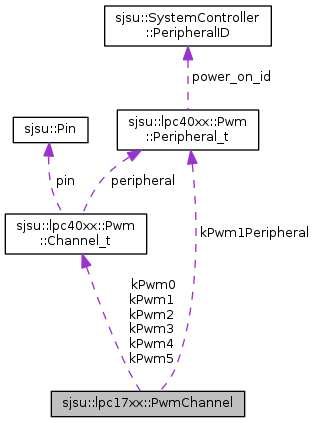 sjsu::SystemController
::PeripheralID
power_on_id
sjsu::Pin
sjsu::lpc40xx::Pwm
::Peripheral_t
pin
peripheral
sjsu::lpc40xx::Pwm
::Channel_t
kPwm1Peripheral
kPwm0
kPwm1
kPwm2
kPwm3
kPwm4
kPwm5
sjsu::lpc17xx::PwmChannel